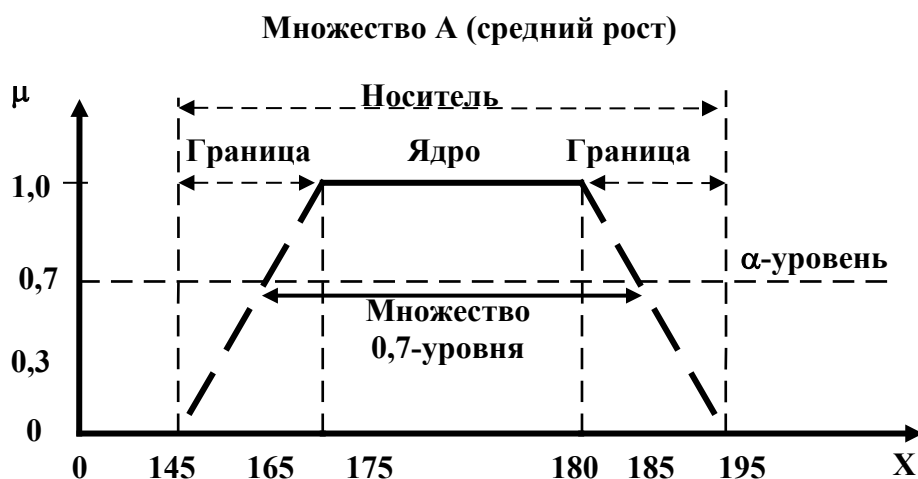 Множество А (средний рост)
μ
Носитель
Граница Ядро Граница
1,0
0,7
α-уровень
Множество
0,7-уровня
0,3
0
0 145 165 175 180 185 195 X